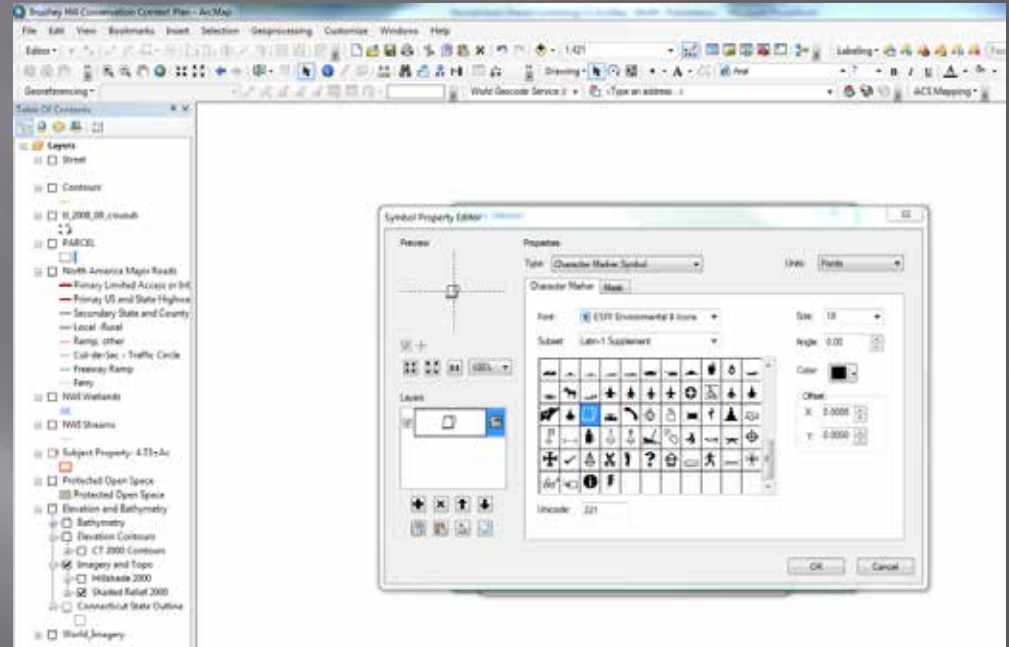 Brushey Hill Conservation Context Plan - ArcMap
File Edit View Bookmarks Insert Selection Geoprocessing Customize Windows Help
Editor 1:421 Labeling
Drawing A B I U A
Georeferencing World Geocode Service <Type an address...> ACS Mapping
Table Of Contents
Layers
Street
Contours
PARCEL
North America Major Roads
Primary Limited Access or Int
Primary US and State Highwa
Secondary State and County
Local -Rural
Ramp, other
Cul-de-Sac - Traffic Circle
Freeway Ramp
Ferry
NWI Wetlands
NWI Streams
Subject Property: 4.73±Ac
Protected Open Space
Protected Open Space
Elevation and Bathymetry
Bathymetry
Elevation Contours
CT 2000 Contours
Imagery and Topo
Hillshade 2000
Shaded Relief 2000
Connecticut State Outline
World_Imagery
Symbol Property Editor
Preview
100%
Layers
Properties
Type: Character Marker Symbol Units: Points
Character Marker Mask
Font: ESRI Environmental & Icons Size: 18
Subset: Latin-1 Supplement Angle: 0.00
Color:
Offset
X: 0.0000
Y: 0.0000
Unicode: 221
OK Cancel